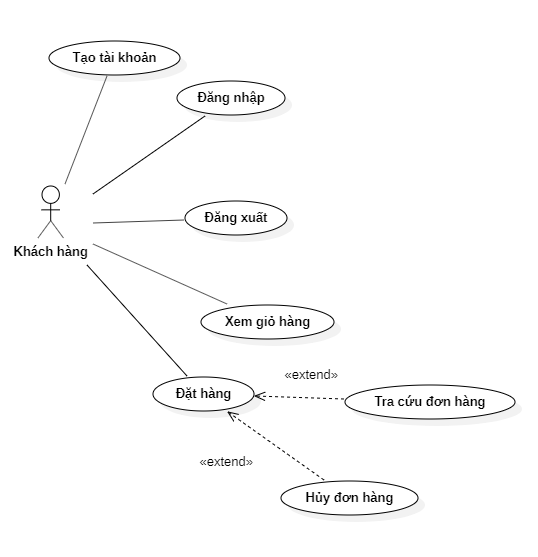 Tạo tài khoản
Đăng nhập
Đăng xuất
Khách hàng
Xem giỏ hàng
Đặt hàng
«extend»
Tra cứu đơn hàng
«extend»
Hủy đơn hàng